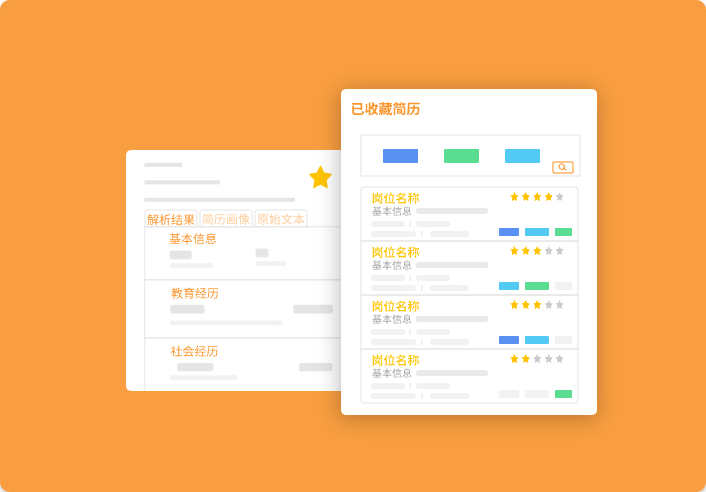 已收藏简历
解析结果 简历画像 原始文本
基本信息
教育经历
社会经历
岗位名称
基本信息
岗位名称
基本信息
岗位名称
基本信息
岗位名称
基本信息